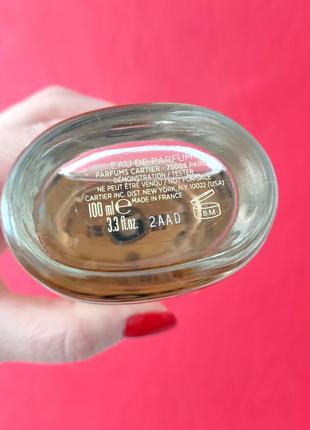 EAU DE PARFUM
PARFUMS CARTIER - 75008 PARIS
DÉMONSTRATION / TESTER
NE PEUT ÊTRE VENDU / NOT FOR SALE
CARTIER INC. DIST. NEW YORK, N.Y. 10022 (USA)
MADE IN FRANCE
100 ml e
3.3 fl.oz. 2AAD
18M